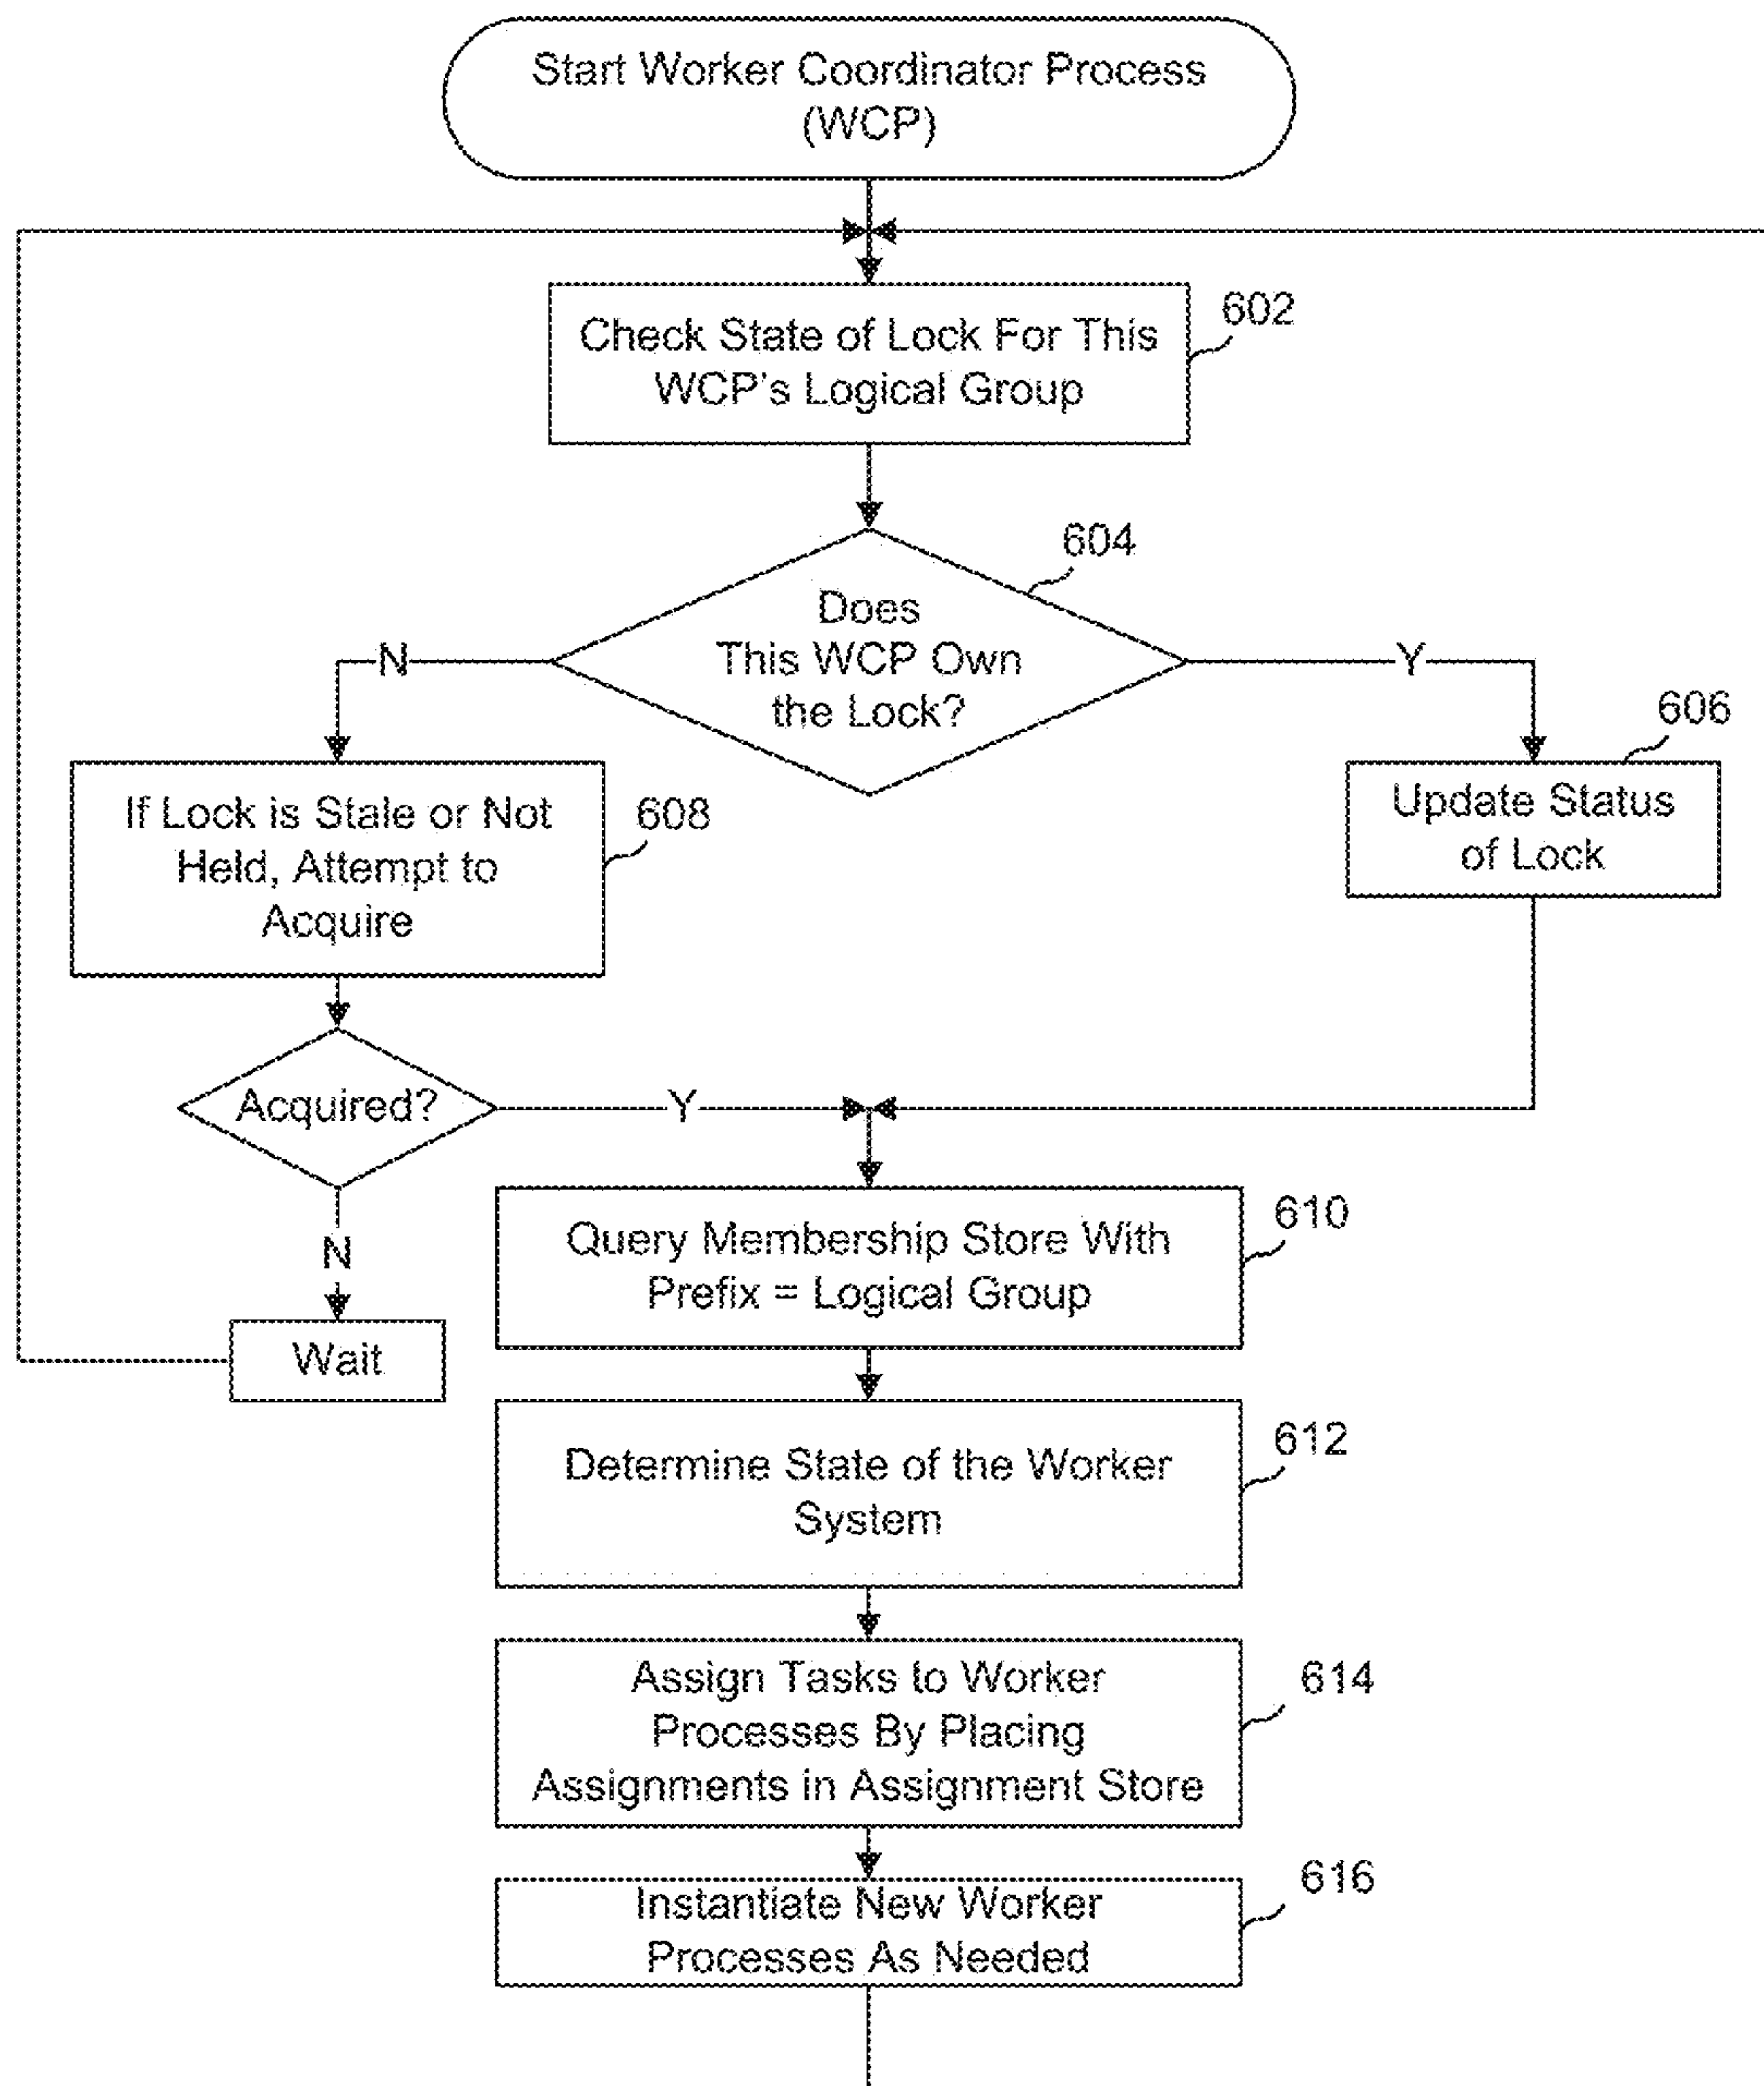 Start Worker Coordinator Process
(WCP)
602
Check State of Lock For This
WCP's Logical Group
604
Does
This WCP Own
the Lock?
N
Y
606
Update Status
of Lock
608
If Lock is Stale or Not
Held, Attempt to
Acquire
Acquired?
Y
N
Wait
610
Query Membership Store With
Prefix = Logical Group
612
Determine State of the Worker
System
614
Assign Tasks to Worker
Processes By Placing
Assignments in Assignment Store
616
Instantiate New Worker
Processes As Needed